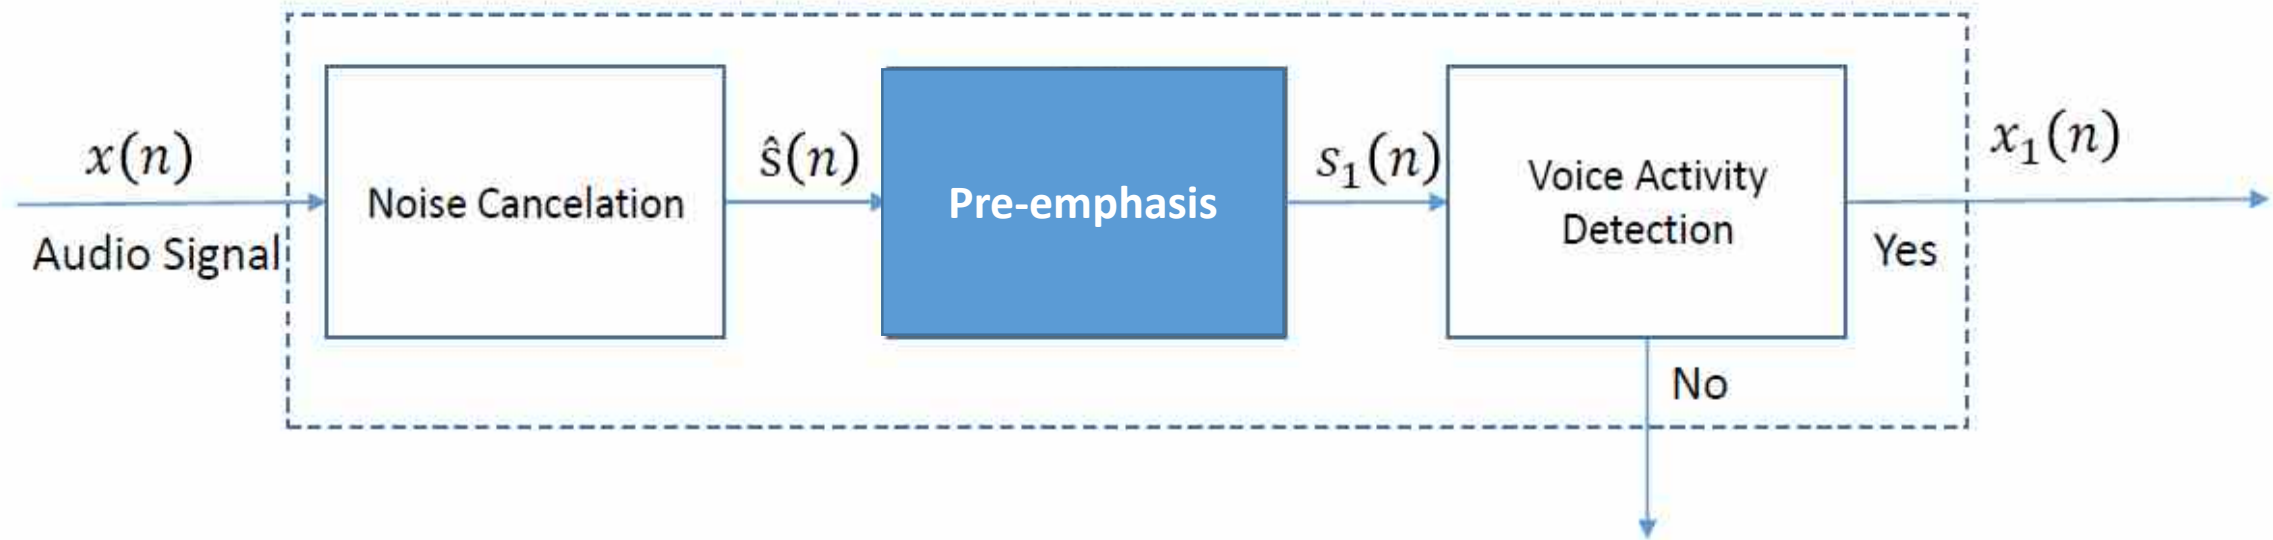 x(n)
Audio Signal
Noise Cancelation
ŝ(n)
Pre-emphasis
s₁(n)
Voice Activity
Detection
x₁(n)
Yes
No